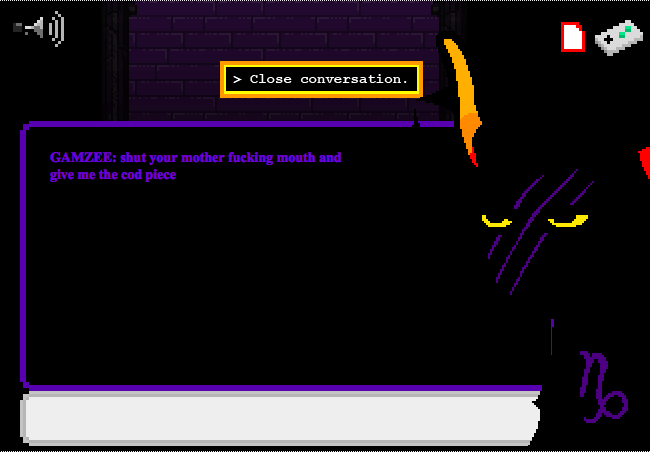 > Close conversation.
GAMZEE: shut your mother fucking mouth and
give me the cod piece